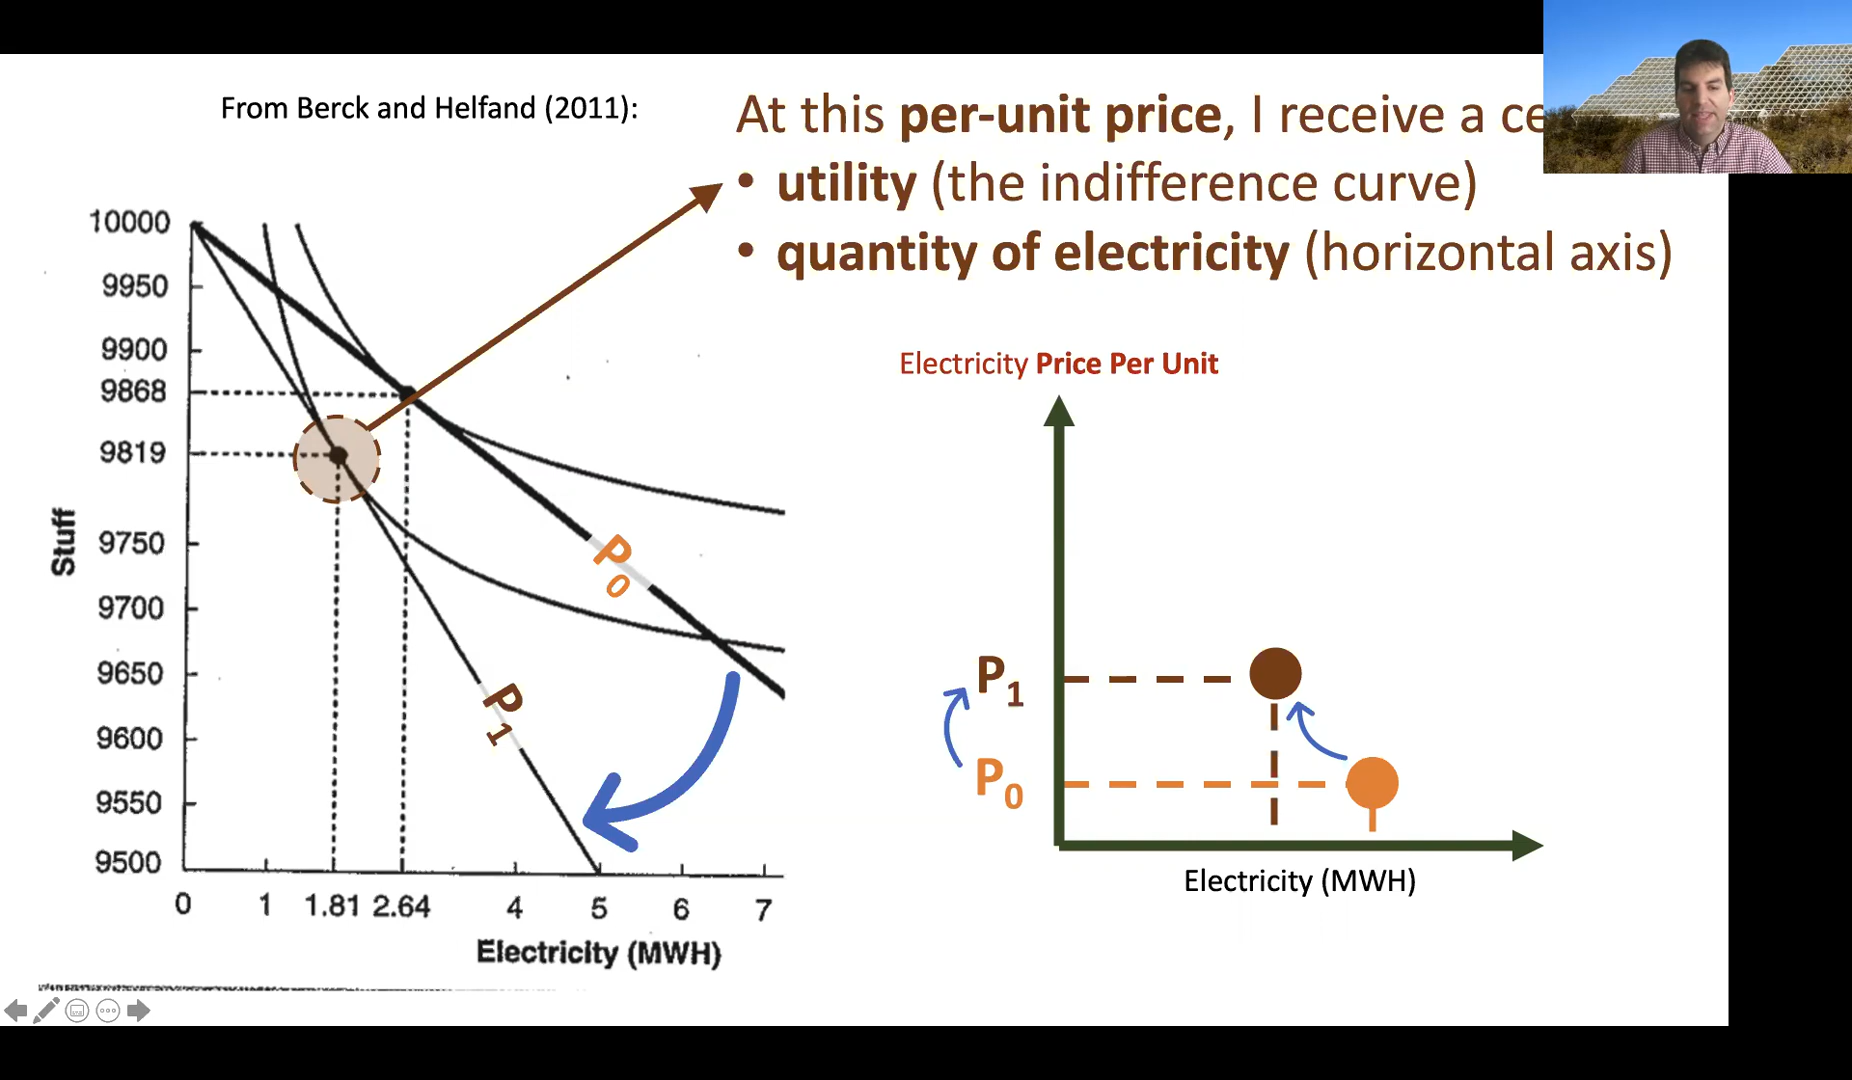 From Berck and Helfand (2011):
At this per-unit price, I receive a ce
• utility (the indifference curve)
• quantity of electricity (horizontal axis)
10000
9950
9900
9868
9819
9750
9700
9650
9600
9550
9500
Stuff
P0
P1
0 1 1.81 2.64 4 5 6 7
Electricity (MWH)
Electricity Price Per Unit
P1
P0
Electricity (MWH)